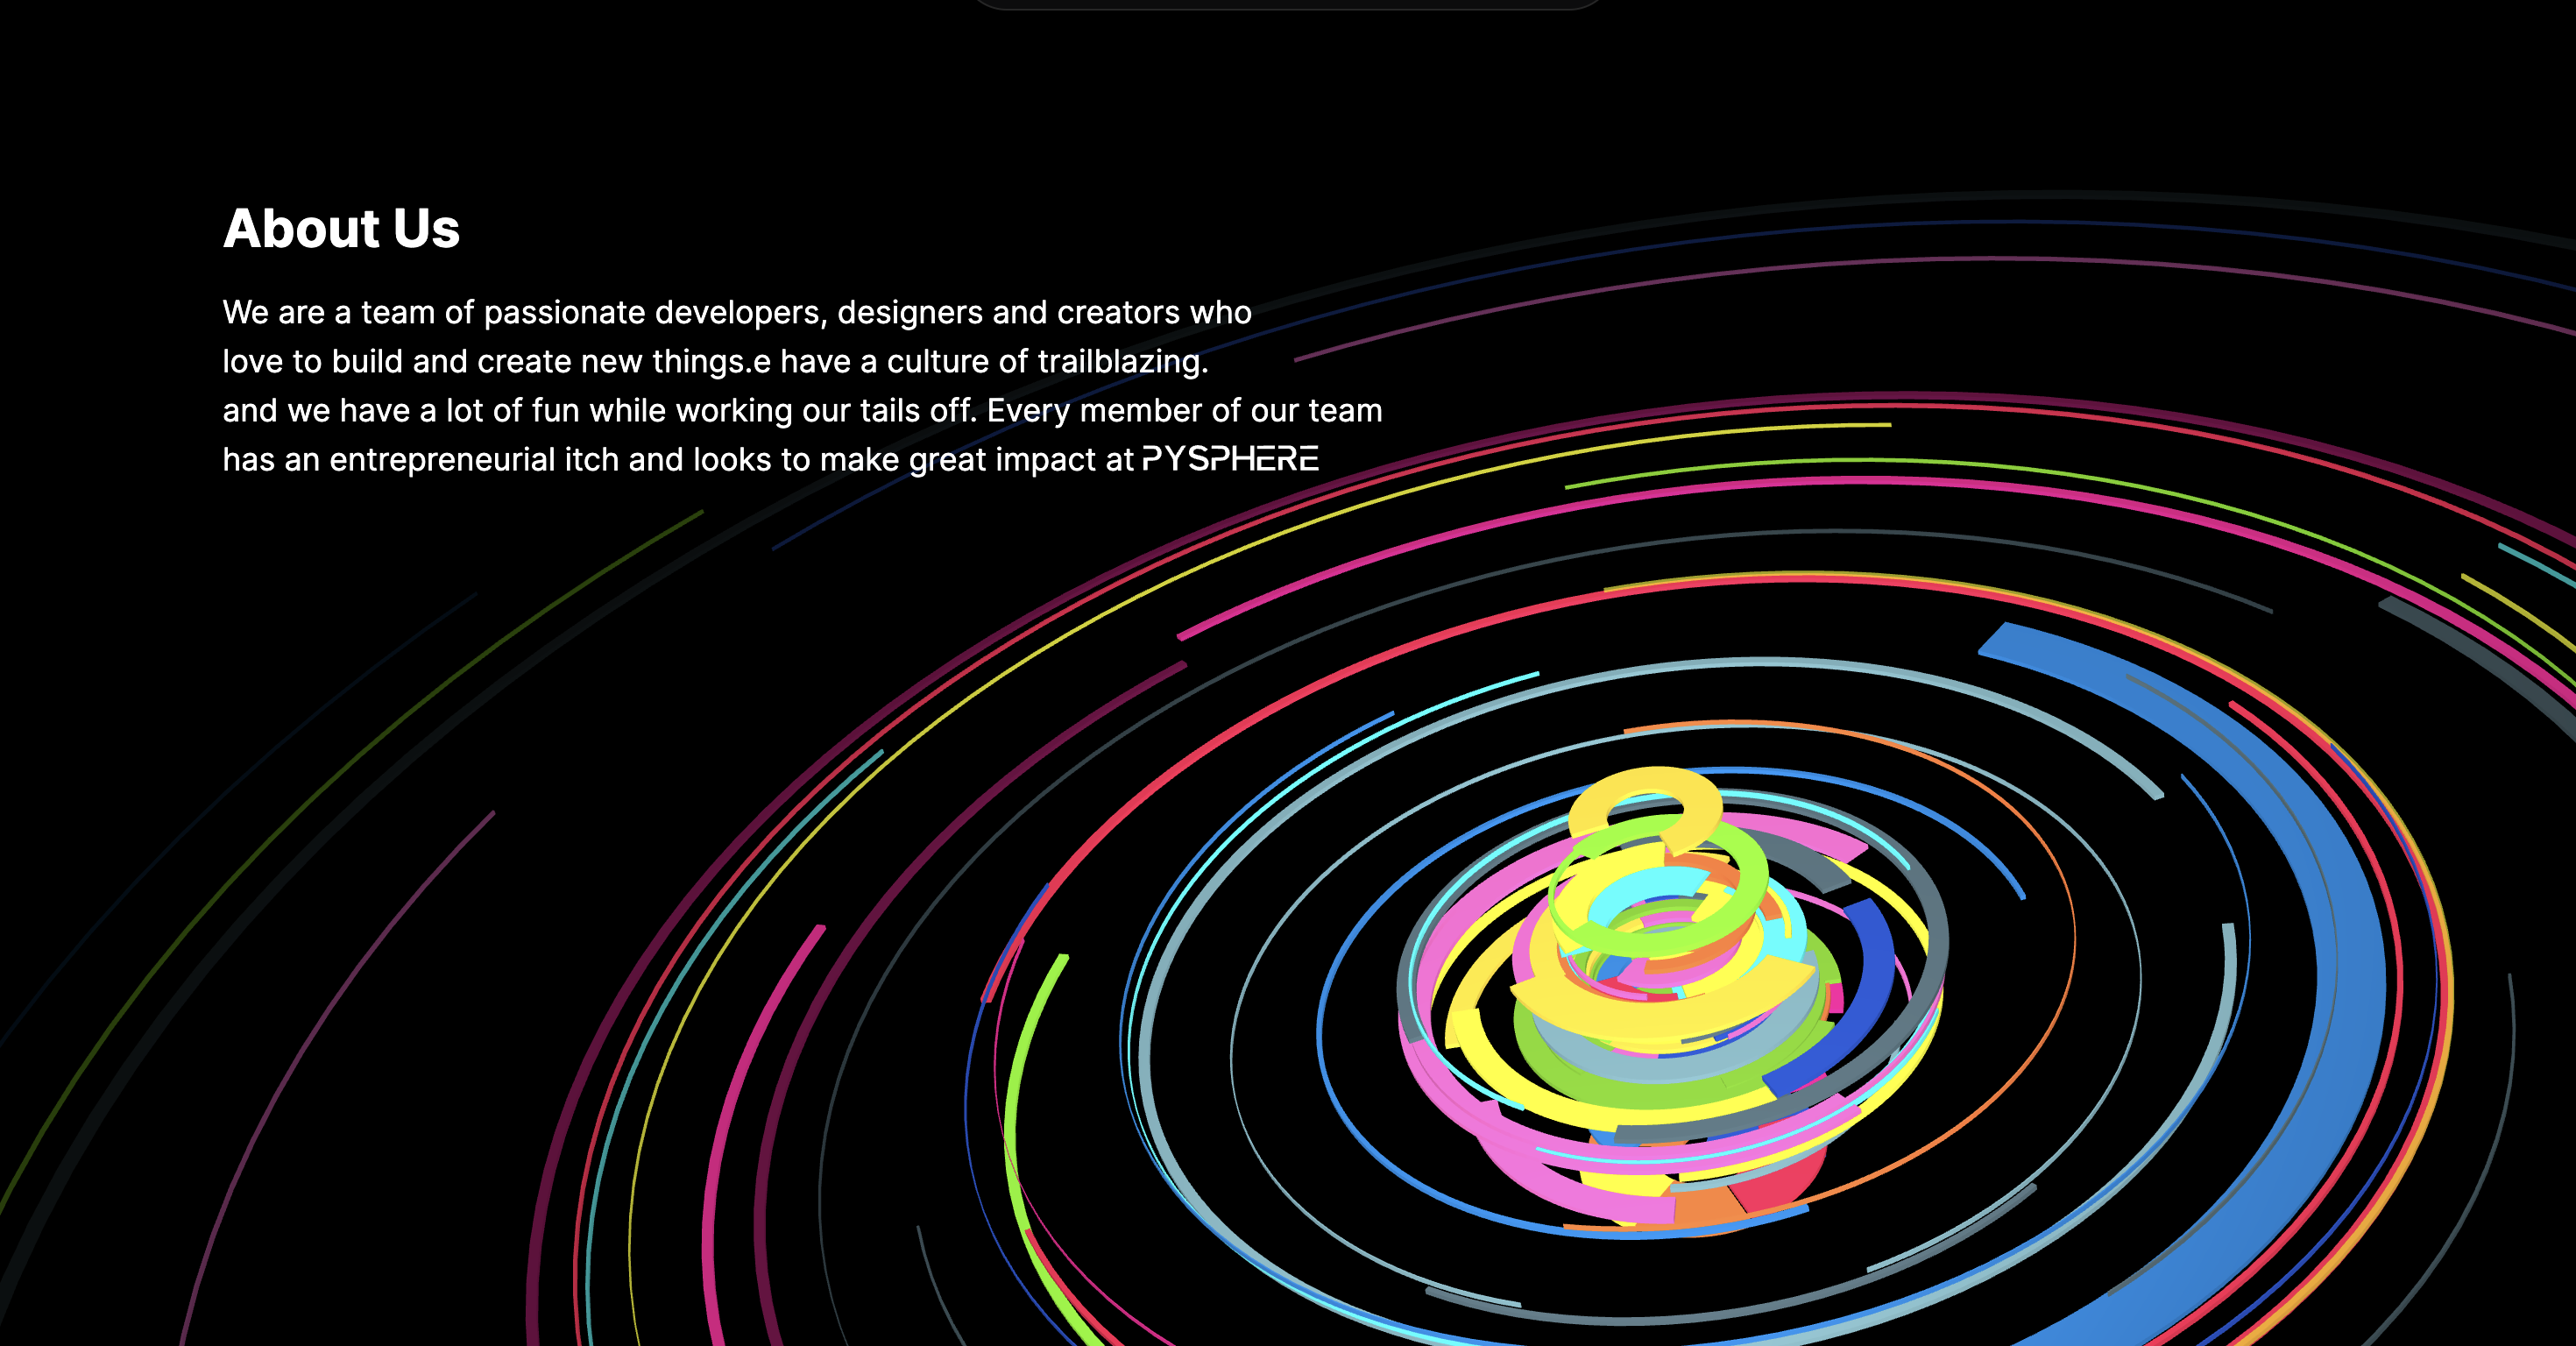 About Us
We are a team of passionate developers, designers and creators who
love to build and create new things.e have a culture of trailblazing.
and we have a lot of fun while working our tails off. Every member of our team
has an entrepreneurial itch and looks to make great impact at PYSPHERE